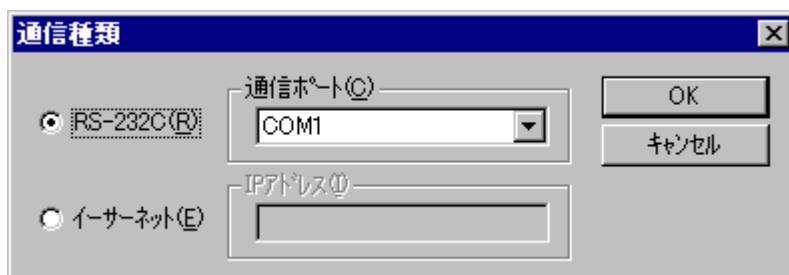 通信種類
RS-232C(R)
通信ポート(C)
COM1
OK
キャンセル
イーサーネット(E)
IPアドレス(I)